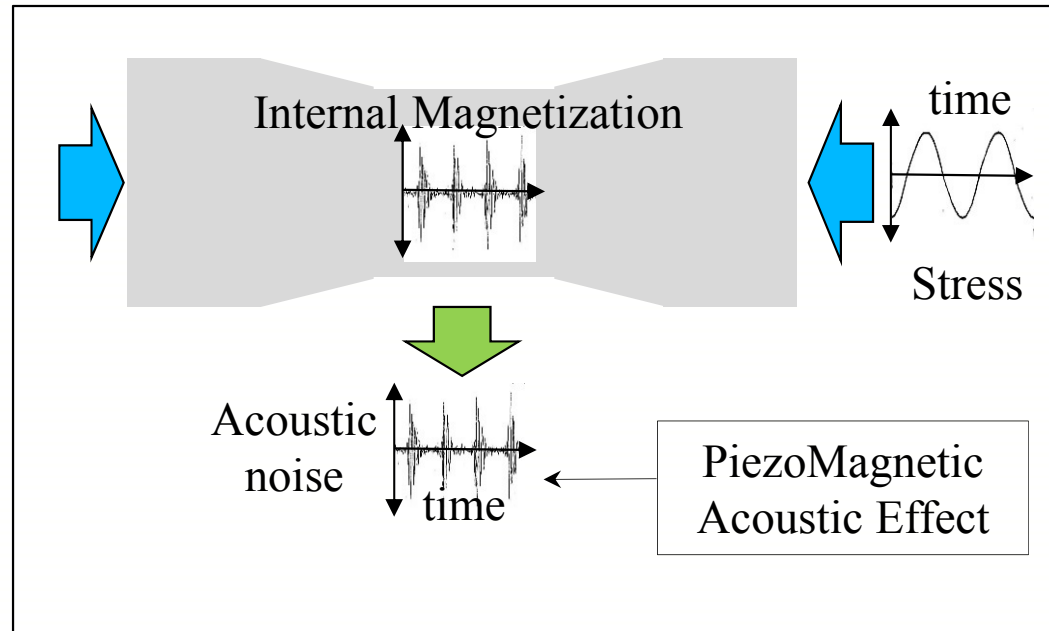 Internal Magnetization
time
Stress
Acoustic
noise
time
PiezoMagnetic
Acoustic Effect